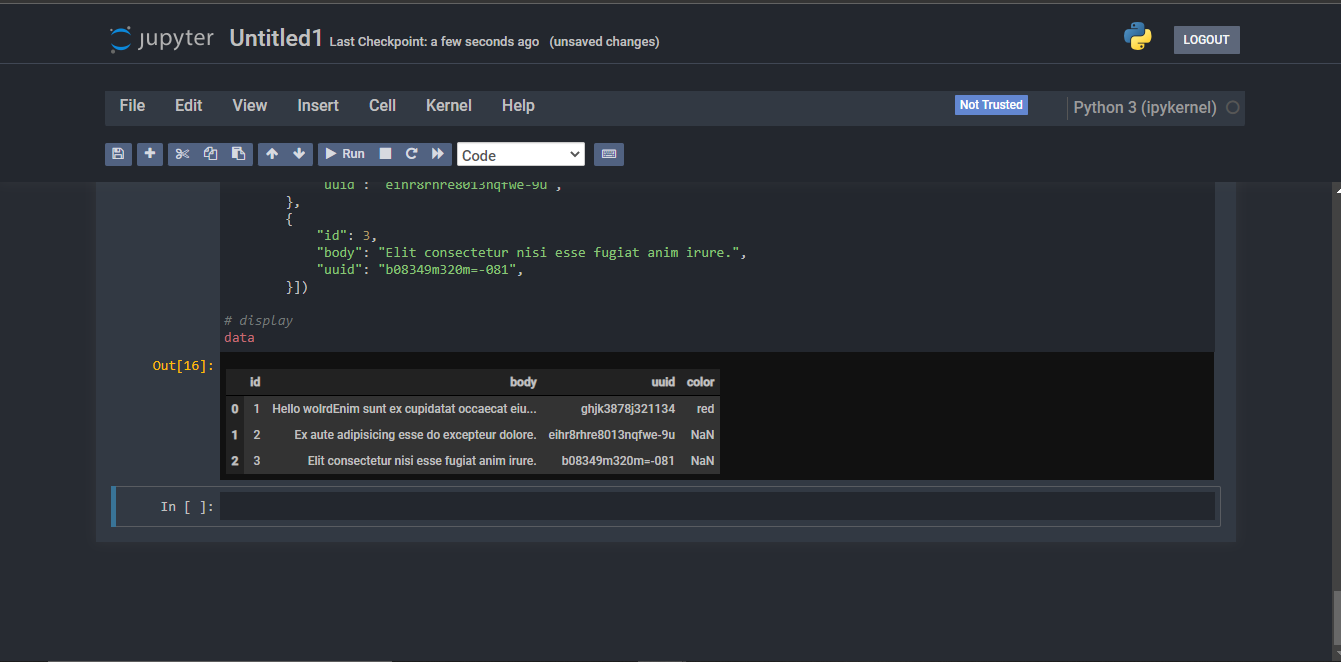 jupyter Untitled1 Last Checkpoint: a few seconds ago (unsaved changes) LOGOUT
File Edit View Insert Cell Kernel Help Not Trusted Python 3 (ipykernel)
Run Code
uuid : eihr8rhre8013nqfwe-9u ,
},
{
"id": 3,
"body": "Elit consectetur nisi esse fugiat anim irure.",
"uuid": "b08349m320m=-081",
}])
# display
data
Out[16]:
id body uuid color
0 1 Hello wolrdEnim sunt ex cupidatat occaecat eiu... ghjk3878j321134 red
1 2 Ex aute adipisicing esse do excepteur dolore. eihr8rhre8013nqfwe-9u NaN
2 3 Elit consectetur nisi esse fugiat anim irure. b08349m320m=-081 NaN
In [ ]: